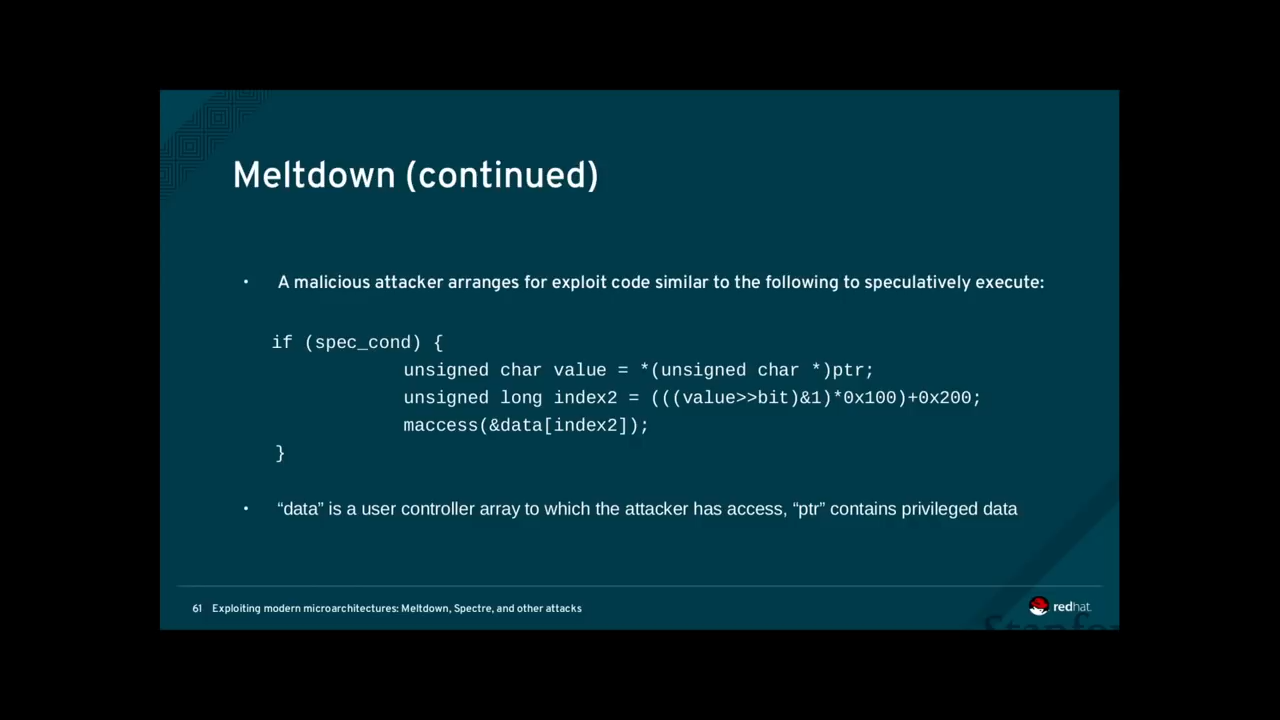 Meltdown (continued)
• A malicious attacker arranges for exploit code similar to the following to speculatively execute:
if (spec_cond) {
unsigned char value = *(unsigned char *)ptr;
unsigned long index2 = (((value>>bit)&1)*0x100)+0x200;
maccess(&data[index2]);
}
• “data” is a user controller array to which the attacker has access, “ptr” contains privileged data
61 Exploiting modern microarchitectures: Meltdown, Spectre, and other attacks
redhat.